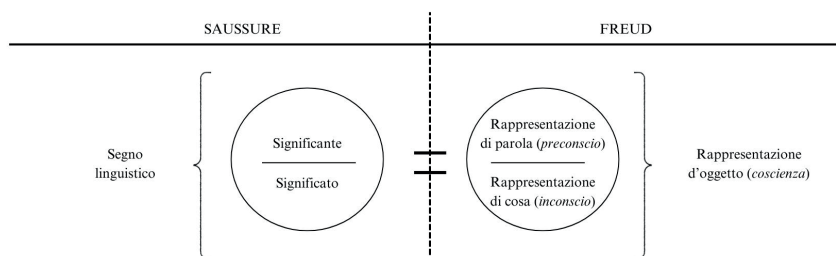 SAUSSURE
FREUD
Segno
linguistico
Significante
Significato
=
Rappresentazione
di parola (preconscio)
Rappresentazione
di cosa (inconscio)
Rappresentazione
d'oggetto (coscienza)